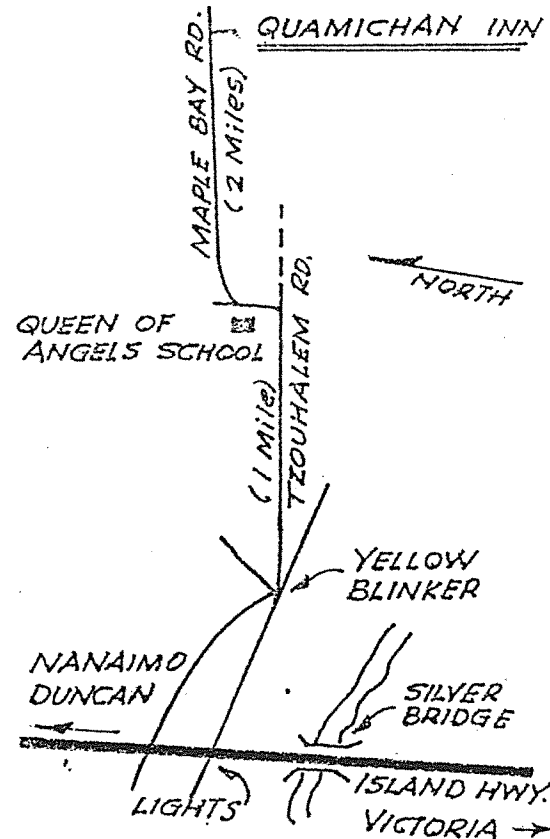 QUAMICHAN INN
MAPLE BAY RD.
(2 Miles)
NORTH
QUEEN OF
ANGELS SCHOOL
(1 Mile)
TZOUHALEM RD.
YELLOW
BLINKER
NANAIMO
DUNCAN
SILVER
BRIDGE
LIGHTS
ISLAND HWY.
VICTORIA